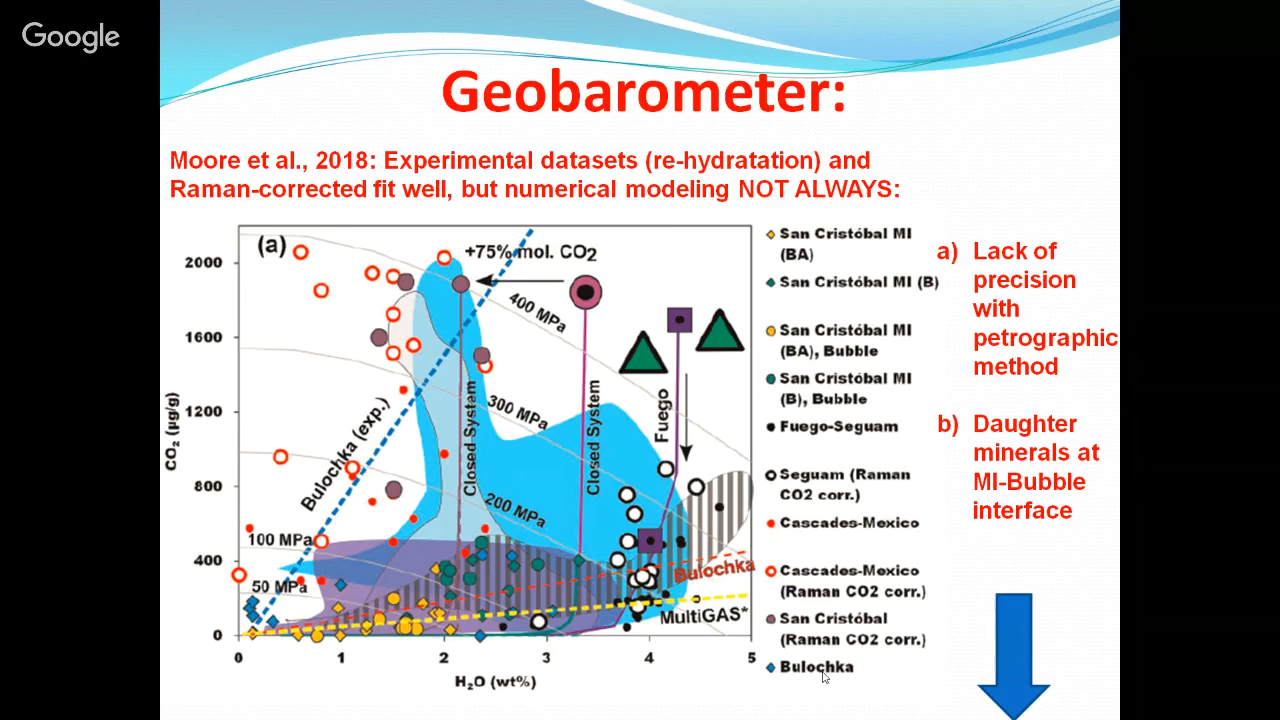 Google
Geobarometer:
Moore et al., 2018: Experimental datasets (re-hydratation) and
Raman-corrected fit well, but numerical modeling NOT ALWAYS:
(a)
+75% mol. CO2
400 MPa
300 MPa
200 MPa
100 MPa
50 MPa
Bulochka (exp.)
Closed System
Closed System
Fuego
Bulochka
MultiGAS*
CO2 (µg/g)
2000
1600
1200
800
400
0
0 1 2 3 4 5
H2O (wt%)
San Cristóbal MI
(BA)
San Cristóbal MI (B)
San Cristóbal MI
(BA), Bubble
San Cristóbal MI
(B), Bubble
Fuego-Seguam
Seguam (Raman
CO2 corr.)
Cascades-Mexico
Cascades-Mexico
(Raman CO2 corr.)
San Cristóbal
(Raman CO2 corr.)
Bulochka
a) Lack of
precision
with
petrographic
method
b) Daughter
minerals at
MI-Bubble
interface